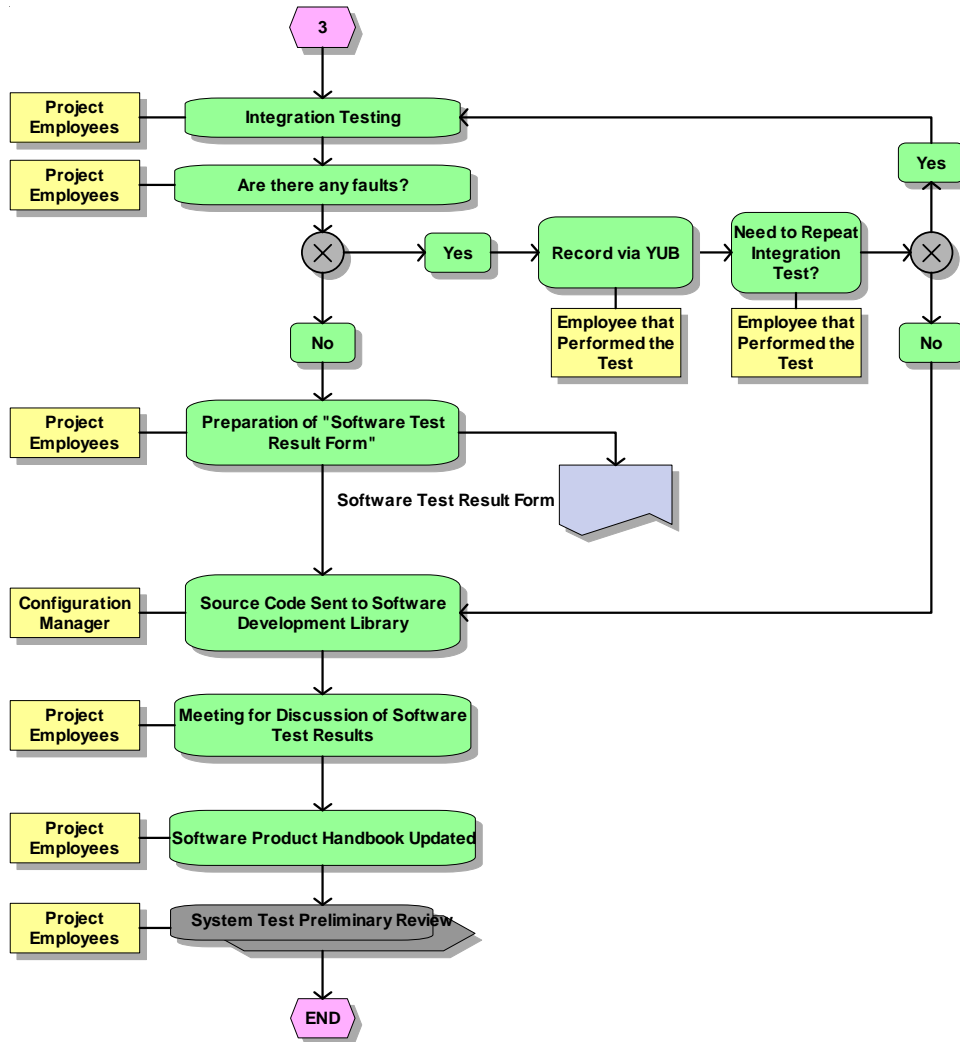 3
Project
Employees
Integration Testing
Project
Employees
Are there any faults?
Yes
Yes
Record via YUB
Need to Repeat
Integration
Test?
No
Employee that
Performed the
Test
Employee that
Performed the
Test
No
Project
Employees
Preparation of "Software Test
Result Form"
Software Test Result Form
Configuration
Manager
Source Code Sent to Software
Development Library
Project
Employees
Meeting for Discussion of Software
Test Results
Project
Employees
Software Product Handbook Updated
Project
Employees
System Test Preliminary Review
END